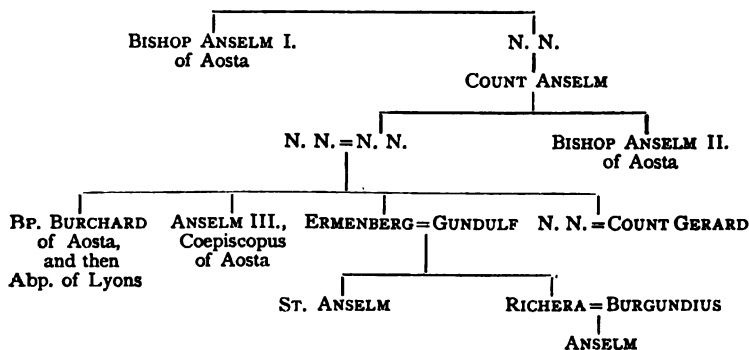 BISHOP ANSELM I. N. N.
of Aosta
COUNT ANSELM
N. N. = N. N. BISHOP ANSELM II.
of Aosta
BP. BURCHARD ANSELM III., ERMENBERG = GUNDULF N. N. = COUNT GERARD
of Aosta, Coepiscopus
and then of Aosta
Abp. of Lyons
ST. ANSELM RICHERA = BURGUNDIUS
ANSELM